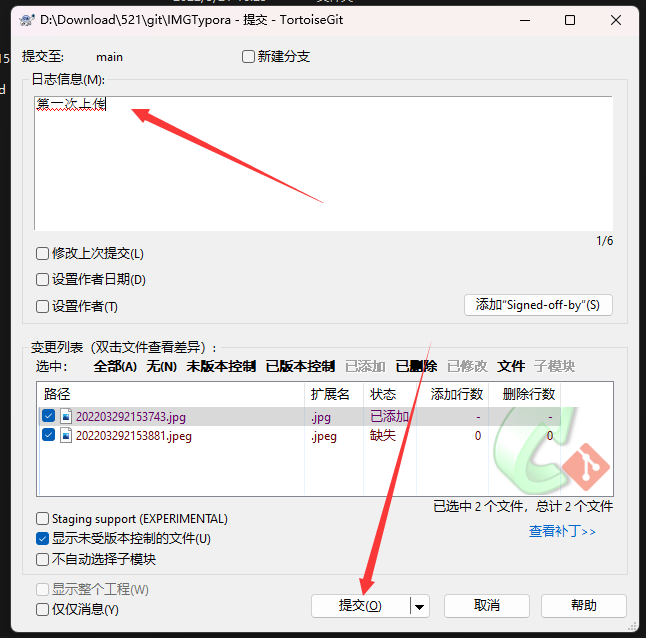 D:\Download\521\git\IMGTypora - 提交 - TortoiseGit
提交至: main 新建分支
日志信息(M):
第一次上传
1/6
修改上次提交(L)
设置作者日期(D)
设置作者(T)
添加"Signed-off-by"(S)
变更列表（双击文件查看差异）:
选中: 全部(A) 无(N) 未版本控制 已版本控制 已添加 已删除 已修改 文件 子模块
路径 扩展名 状态 添加行数 删除行数
202203292153743.jpg .jpg 已添加 - -
202203292153881.jpeg .jpeg 缺失 0 0
已选中 2 个文件，总计 2 个文件
Staging support (EXPERIMENTAL)
显示未受版本控制的文件(U)
查看补丁>>
不自动选择子模块
显示整个工程(W)
仅仅消息(Y)
提交(O) 取消 帮助